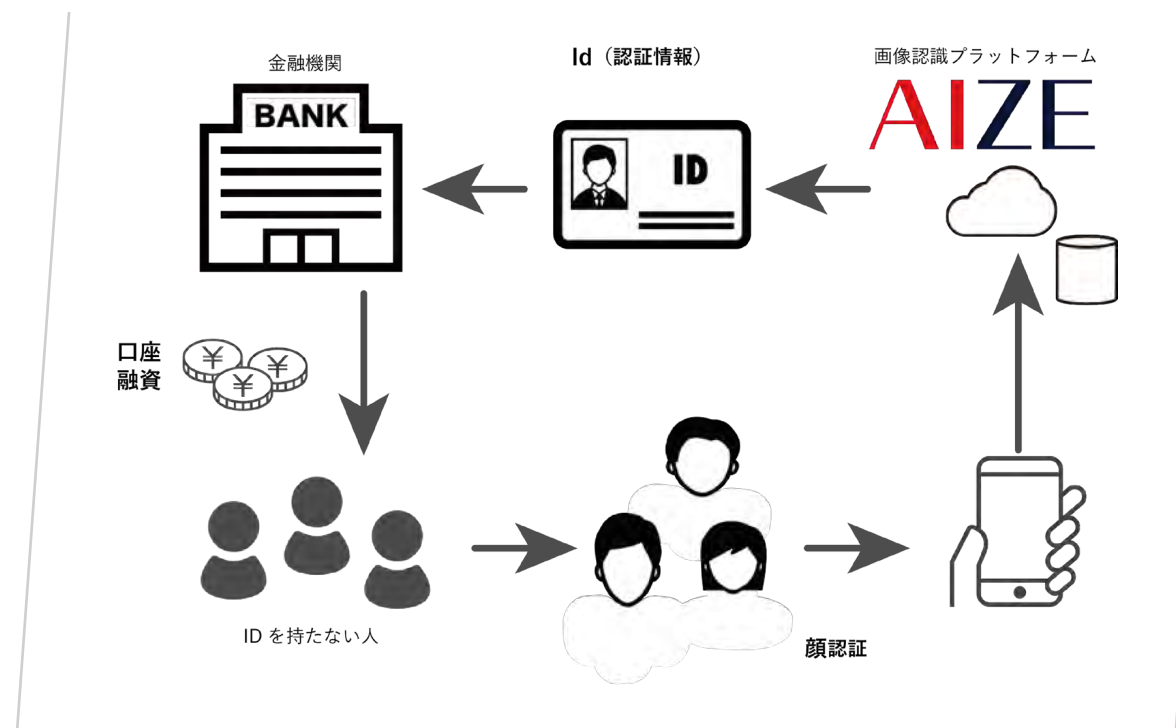 金融機関
BANK
Id（認証情報）
ID
画像認識プラットフォーム
AIZE
口座
融資
¥
¥
¥
ID を持たない人
顔認証